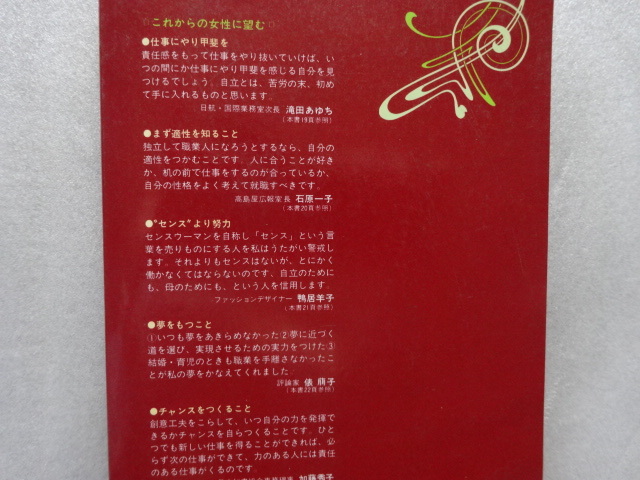 ☆これからの女性に望む☆
●仕事にやり甲斐を
責任感をもって仕事をやり抜いていけば、い
つの間にか仕事にやり甲斐を感じる自分を見
つけるでしょう。自立とは、苦労の末、初め
て手に入れるものと思います。
日航・国際業務室次長 滝田あゆち
(本書19頁参照)
●まず適性を知ること
独立して職業人になろうとするなら、自分の
適性をつかむことです。人に合うことが好き
か、机の前で仕事をするのが合っているか、
自分の性格をよく考えて就職すべきです。
高島屋広報室長 石原一子
(本書20頁参照)
●“センス”より努力
センスウーマンを自称し「センス」という言
葉を売りものにする人を私はうたがい警戒し
ます。それよりもセンスはないが、とにかく
働かなくてはならないのです、自立のために
も、母のためにも、という人を信用します。
ファッションデザイナー 鴨居羊子
(本書21頁参照)
●夢をもつこと
①いつも夢をあきらめなかった②夢に近づく
道を選び、実現させるための実力をつけた③
結婚・育児のときも職業を手離さなかったこ
とが私の夢をかなえてくれました。
評論家 俵 萠子
(本書22頁参照)
●チャンスをつくること
創意工夫をこらして、いつ自分の力を発揮で
きるかチャンスを自らつくることです。ひと
つでも新しい仕事を得ることができれば、必
らず次の仕事ができて、力のある人には責任
のある仕事がくるのです。